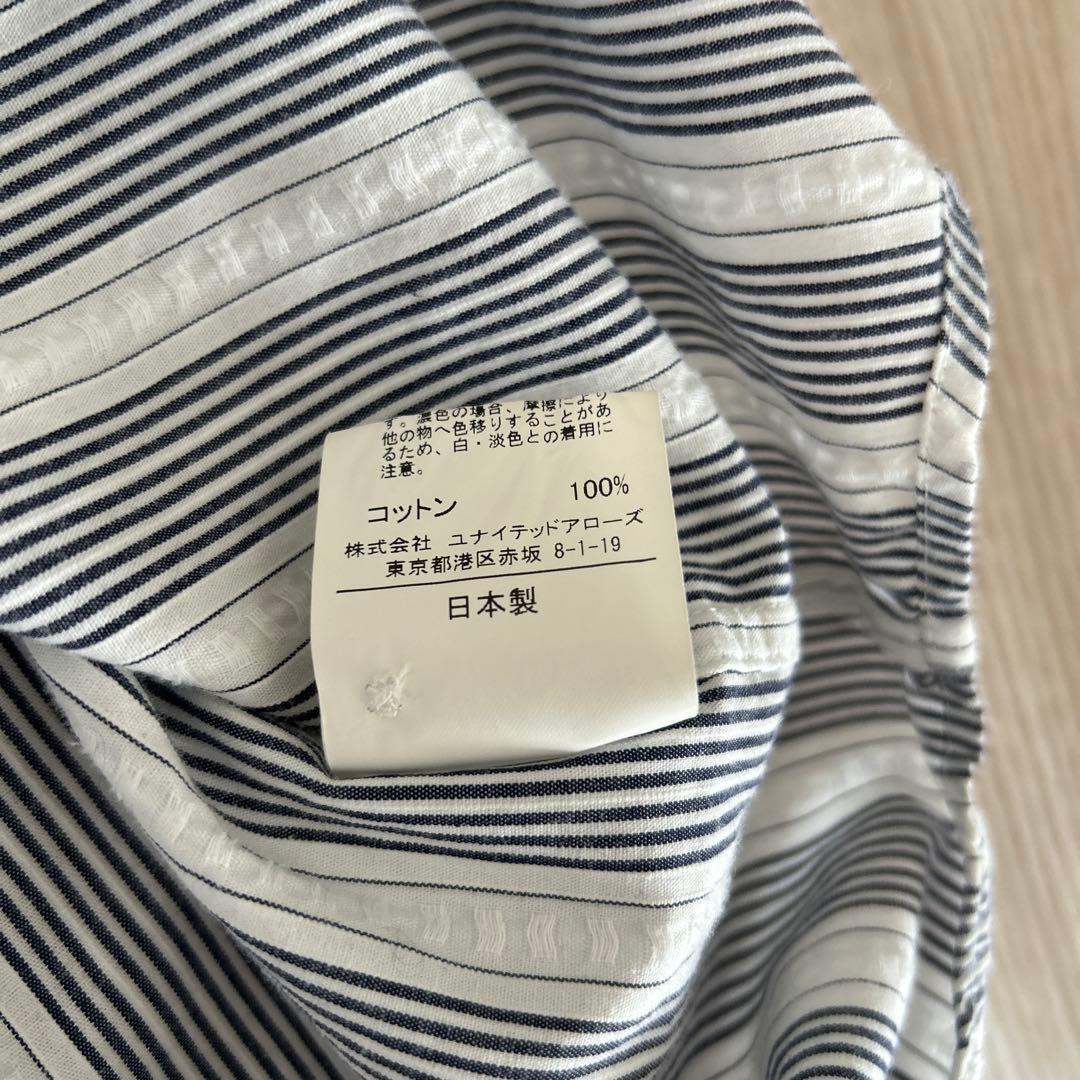 す。濃色の場合、摩擦により
他の物へ色移りすることがあ
るため、白・淡色との着用に
注意。
コットン 100%
株式会社 ユナイテッドアローズ
東京都港区赤坂 8-1-19
日本製